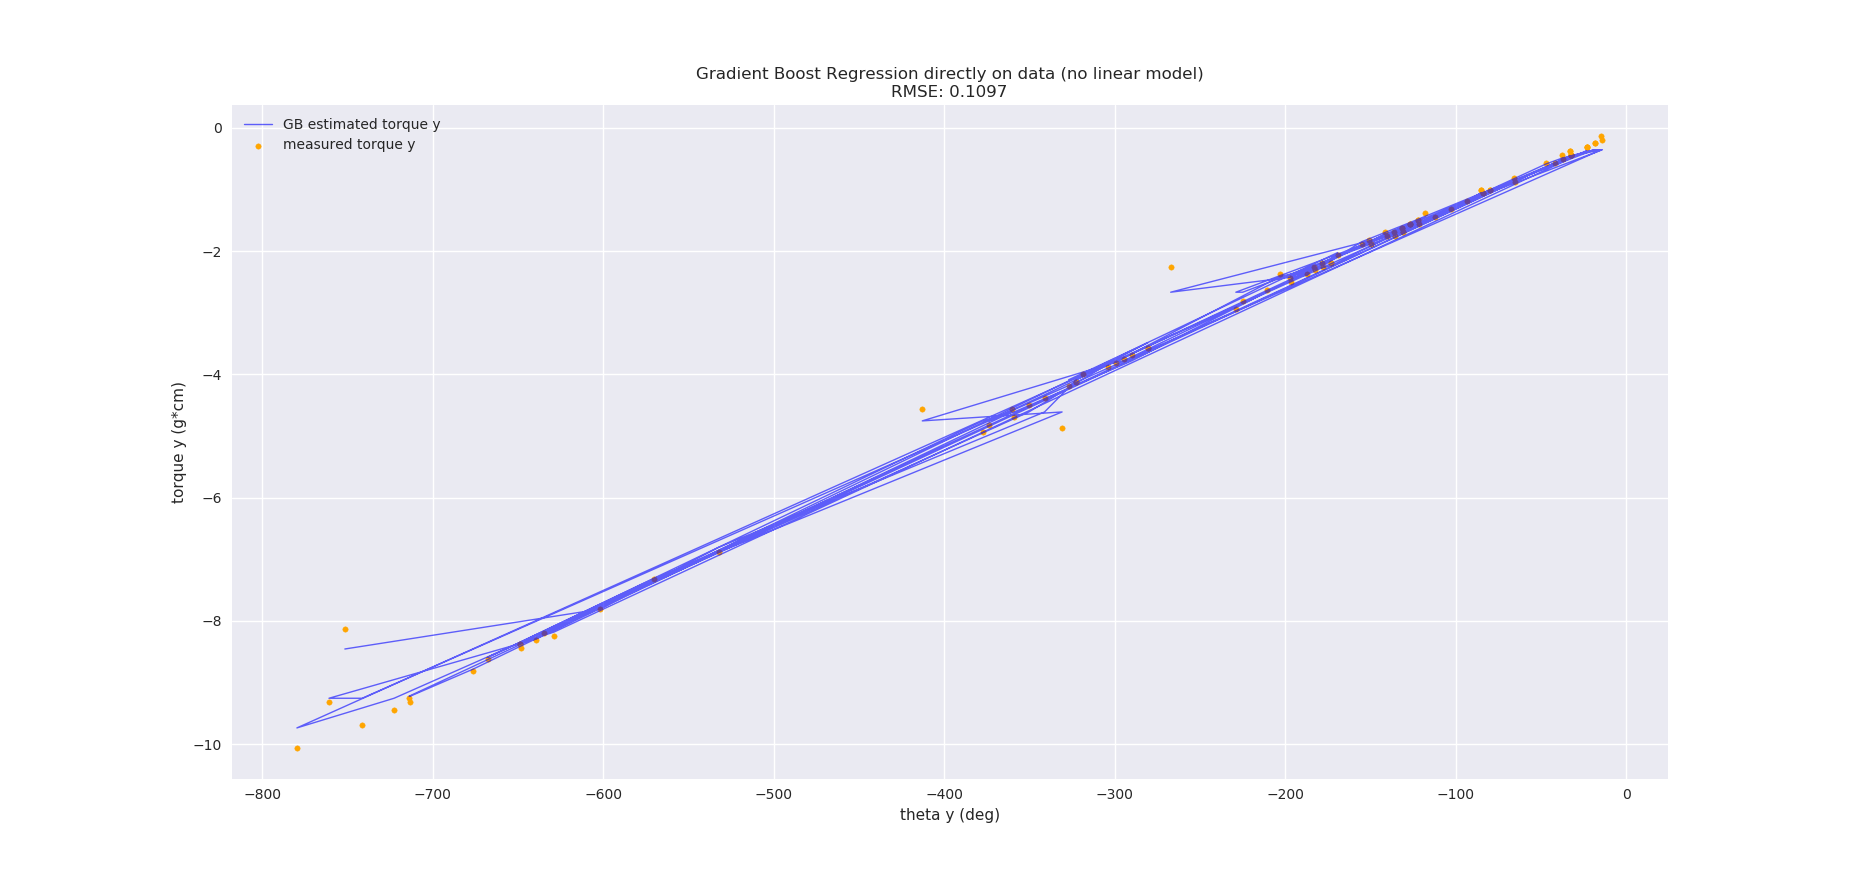 Gradient Boost Regression directly on data (no linear model)
RMSE: 0.1097
GB estimated torque y
measured torque y
0
−2
−4
−6
−8
−10
torque y (g*cm)
−800 −700 −600 −500 −400 −300 −200 −100 0
theta y (deg)